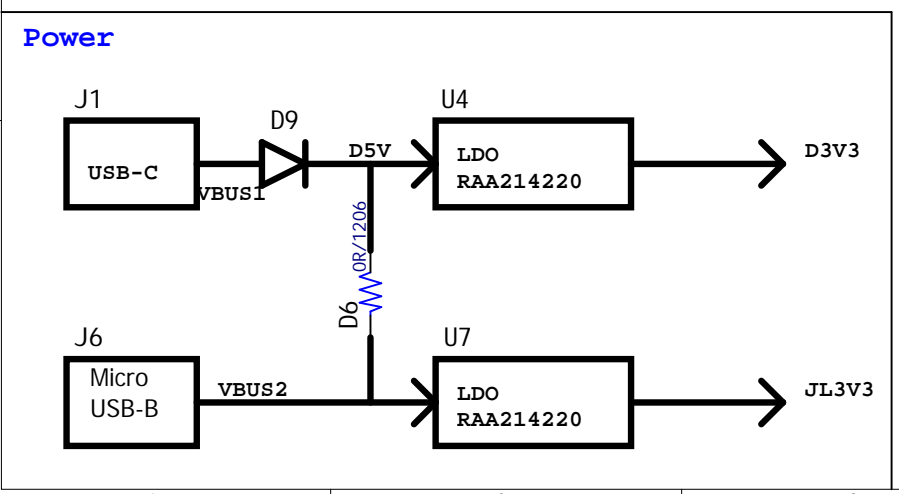 Power
J1
D9
U4
USB-C
VBUS1
D5V
LDO
RAA214220
D3V3
0R/1206
D6
J6
U7
Micro
USB-B
VBUS2
LDO
RAA214220
JL3V3